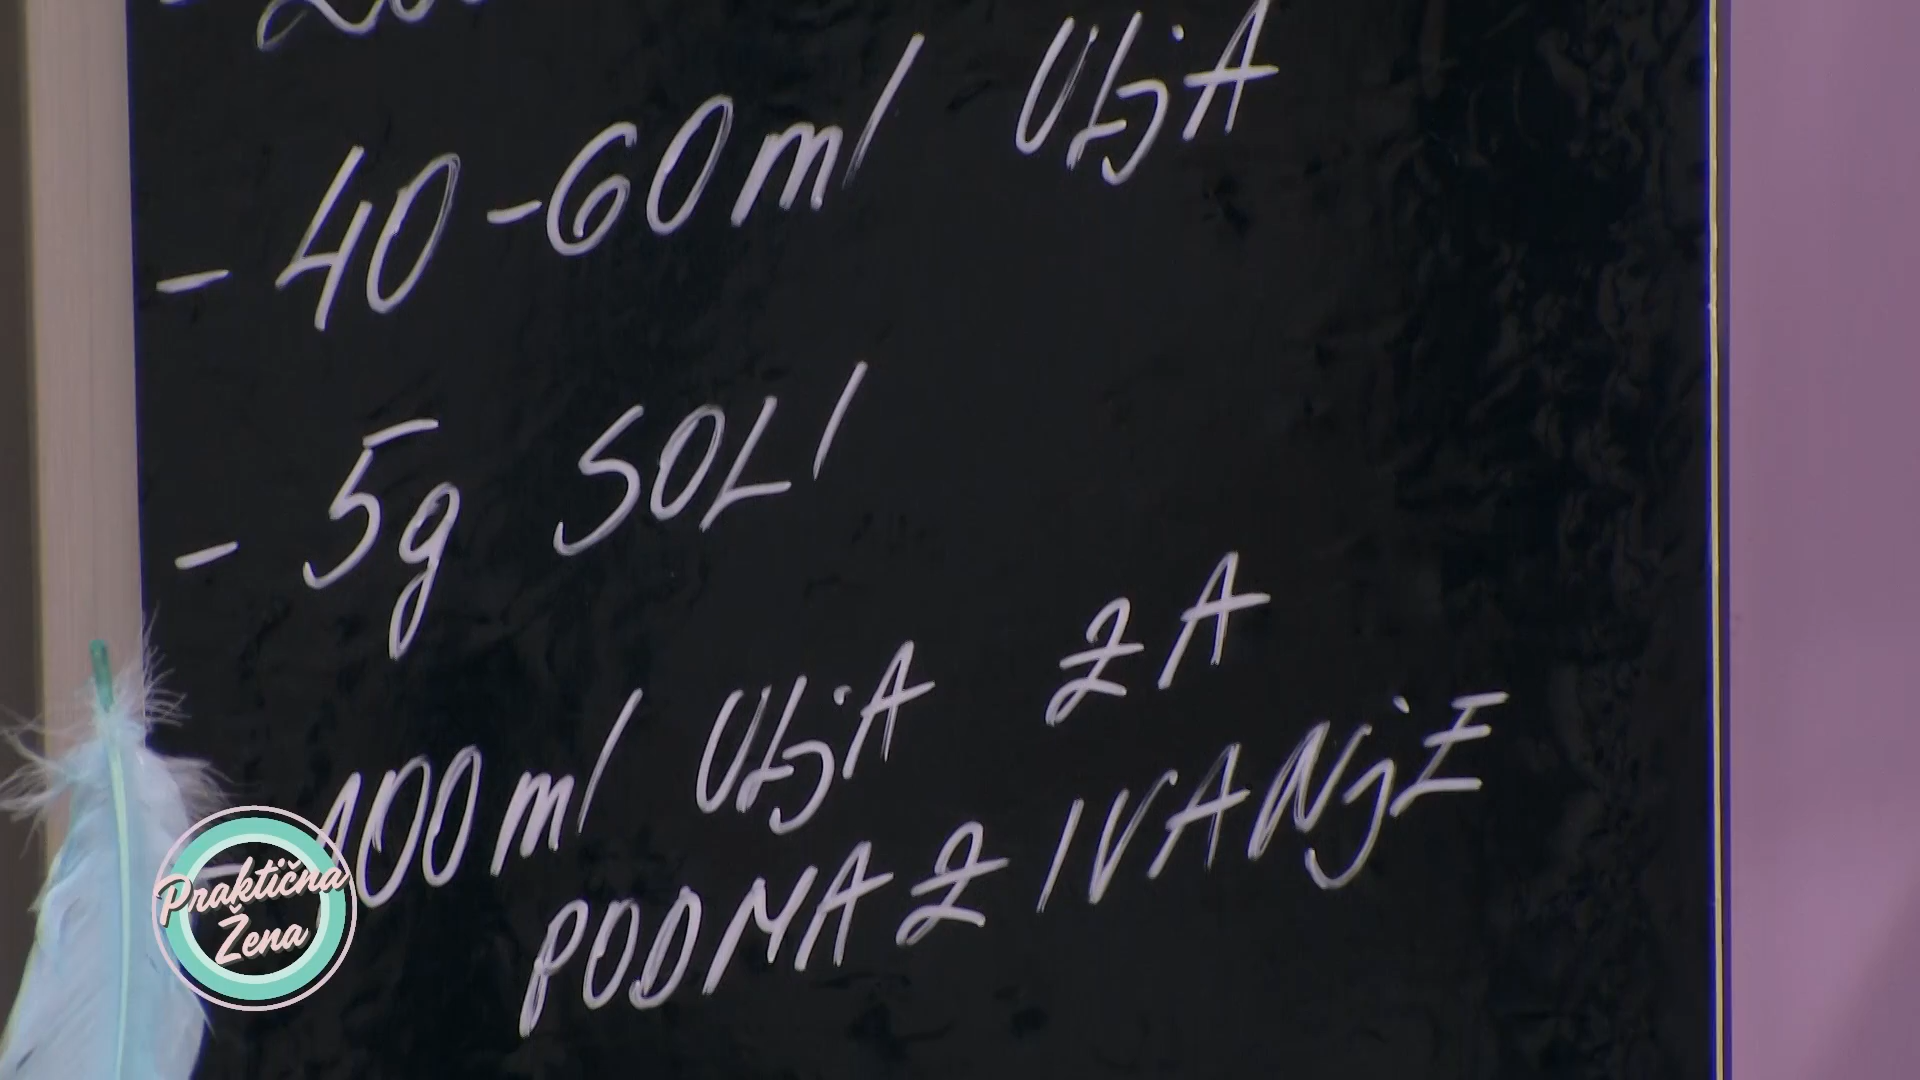 - 40-60ml UljA
- 5g SOLI
- 100ml UljA ZA
PODMAZIVANjE
Praktična
Žena